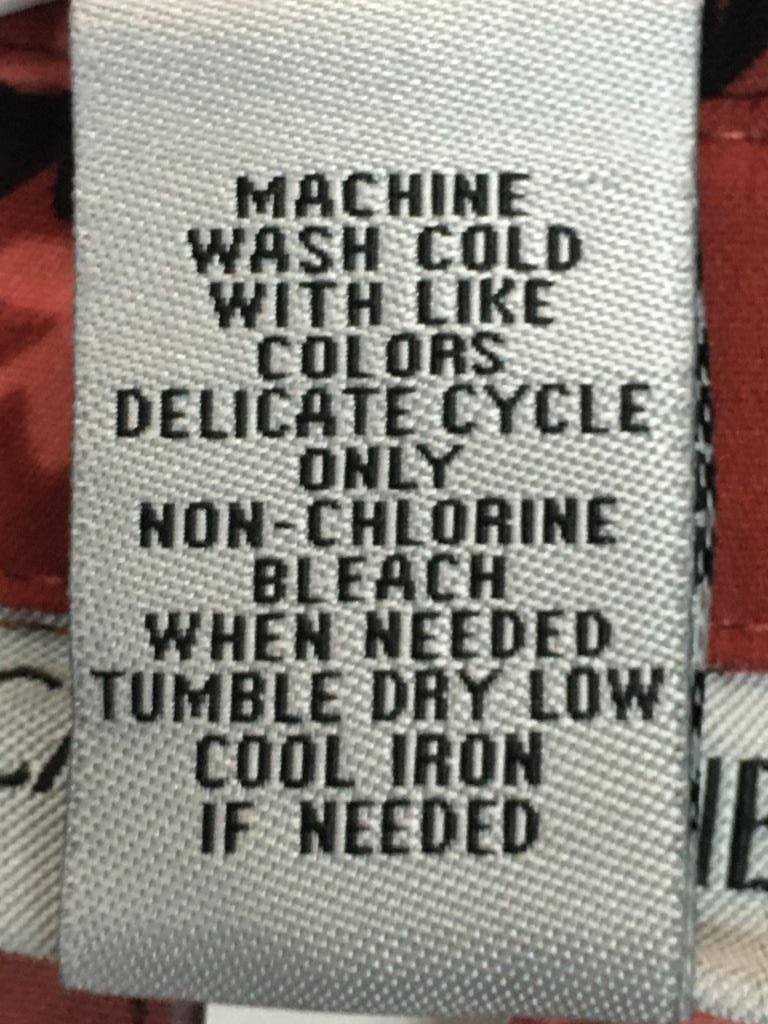 MACHINE
WASH COLD
WITH LIKE
COLORS
DELICATE CYCLE
ONLY
NON-CHLORINE
BLEACH
WHEN NEEDED
TUMBLE DRY LOW
COOL IRON
IF NEEDED